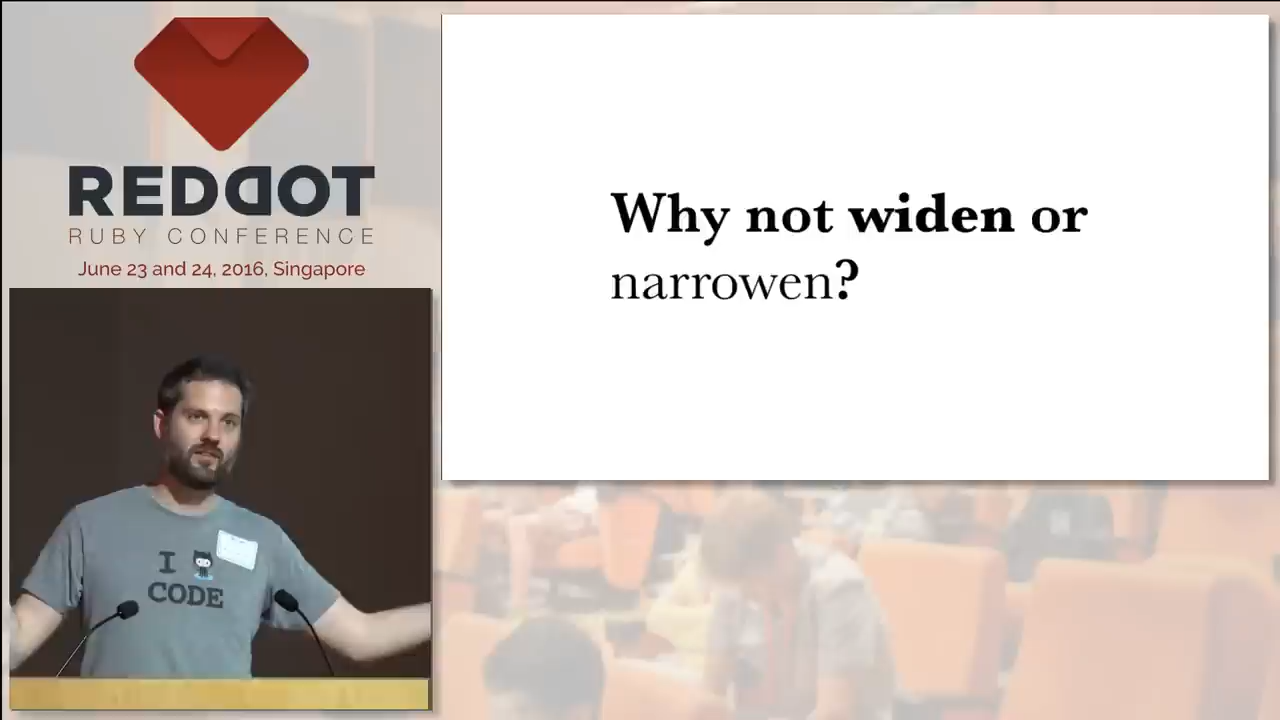 REDDOT
RUBY CONFERENCE
June 23 and 24, 2016, Singapore
Why not widen or
narrowen?
I
CODE